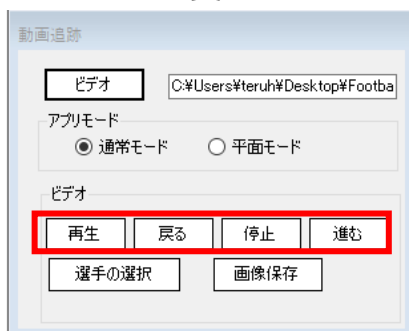 動画追跡
ビデオ C:¥Users¥teruh¥Desktop¥Footba
アプリモード
通常モード 平面モード
ビデオ
再生 戻る 停止 進む
選手の選択 画像保存